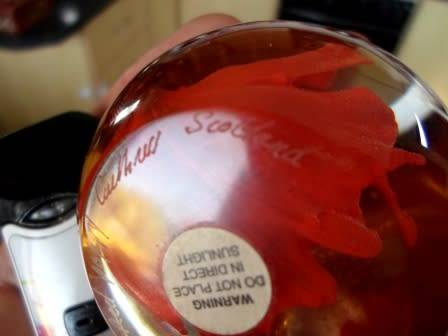 Caithness Scotland
WARNING
DO NOT PLACE
IN DIRECT
SUNLIGHT